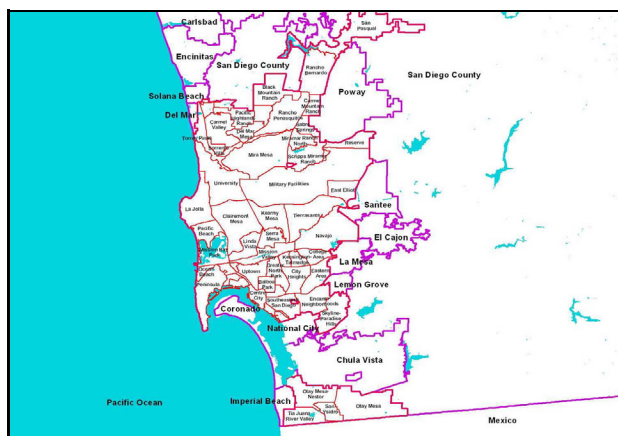 Carlsbad
San
Pasqual
Encinitas
San Diego County
Rancho
Bernardo
San Diego County
Poway
Black
Mountain
Ranch
Solana Beach
Carmel
Mountain
Ranch
Del Mar
Pacific
Highlands
Ranch
Rancho
Penasquitos
Carmel
Valley
Del Mar
Mesa
Sabre
Springs
Torrey Pines
Miramar Ranch
North
Reserve
Mira Mesa
Scripps Miramar
Ranch
University
Military Facilities
East Elliott
Santee
La Jolla
Clairemont
Mesa
Kearny
Mesa
Tierrasanta
Pacific
Beach
Linda
Vista
Serra
Mesa
Navajo
El Cajon
Mission Bay
Park
Mission
Valley
College
Area
La Mesa
Kensington-
Talmadge
Ocean
Beach
Uptown
Greater
North
Park
City
Heights
Eastern
Area
Peninsula
Balboa
Park
Lemon Grove
Centre
City
Southeastern
San Diego
Encanto
Neighborhoods
Coronado
Skyline-
Paradise
Hills
National City
Chula Vista
Imperial Beach
Otay Mesa-
Nestor
Pacific Ocean
San
Ysidro
Otay Mesa
Tia Juana
River Valley
Mexico